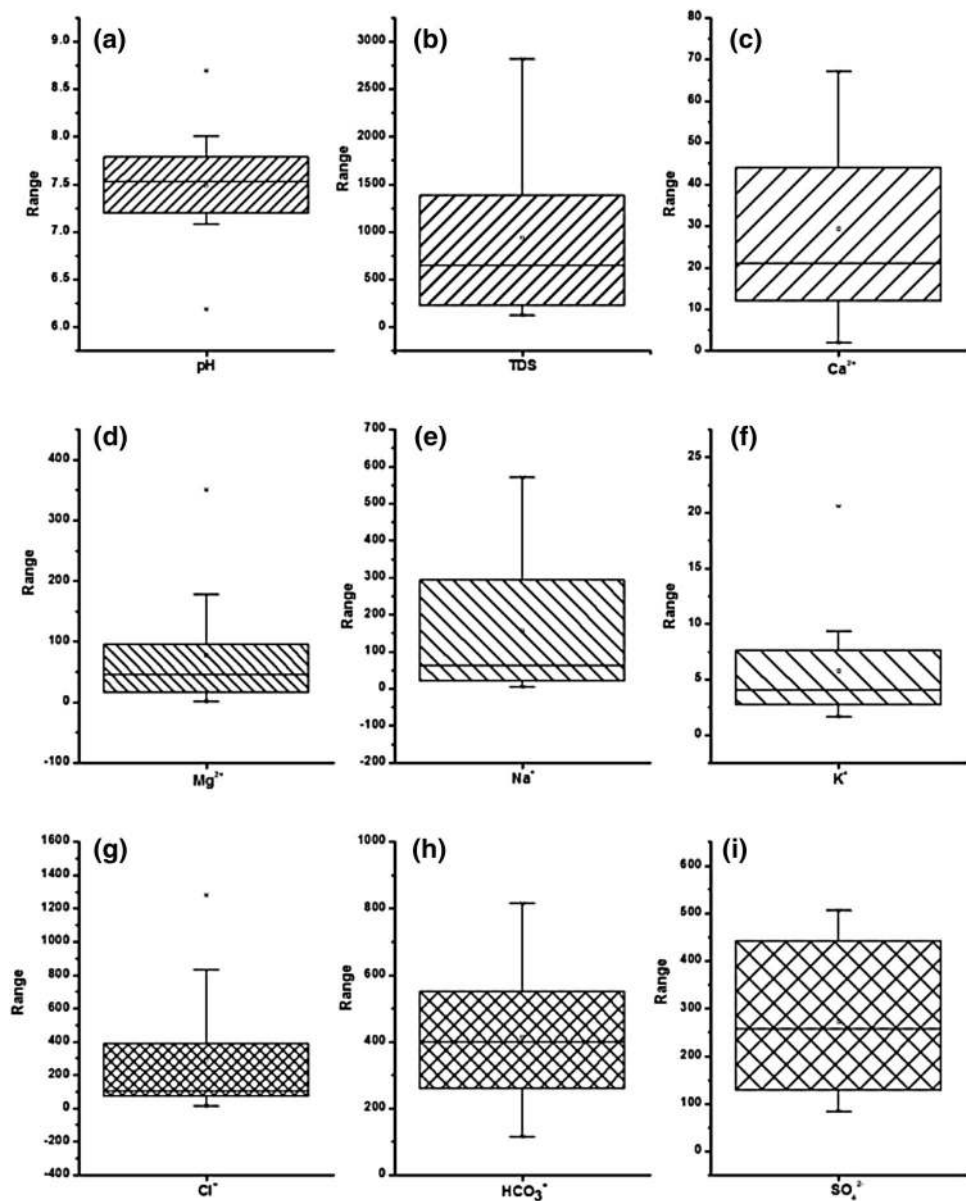 (a)
9.0
8.5
8.0
7.5
7.0
6.5
6.0
Range
pH
(b)
3000
2500
2000
1500
1000
500
0
Range
TDS
(c)
80
70
60
50
40
30
20
10
0
Range
Ca²⁺
(d)
400
300
200
100
0
-100
Range
Mg²⁺
(e)
700
600
500
400
300
200
100
0
-100
-200
Range
Na⁺
(f)
25
20
15
10
5
0
Range
K⁺
(g)
1600
1400
1200
1000
800
600
400
200
0
-200
-400
Range
Cl⁻
(h)
1000
800
600
400
200
0
Range
HCO₃⁻
(i)
600
500
400
300
200
100
0
Range
SO₄²⁻